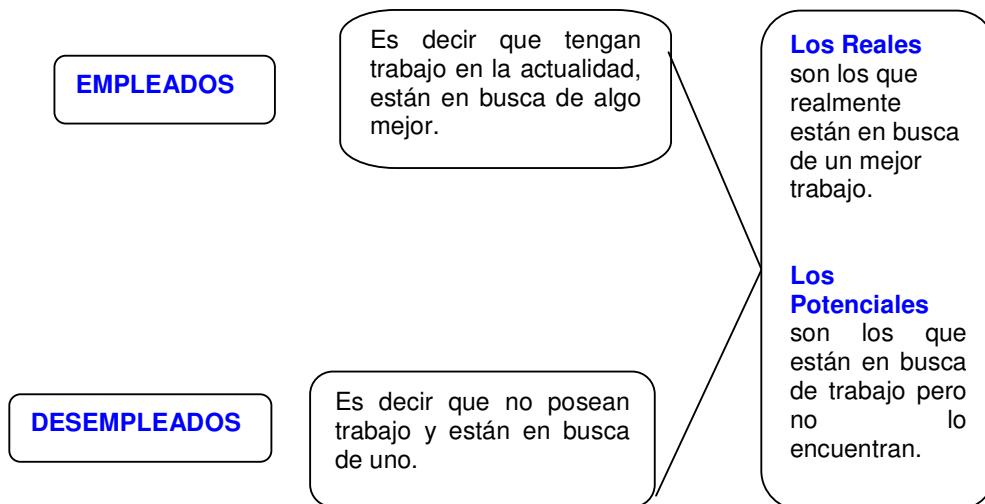 EMPLEADOS
Es decir que tengan
trabajo en la actualidad,
están en busca de algo
mejor.
Los Reales
son los que
realmente
están en busca
de un mejor
trabajo.
Los
Potenciales
son los que
están en busca
de trabajo pero
no lo
encuentran.
DESEMPLEADOS
Es decir que no posean
trabajo y están en busca
de uno.